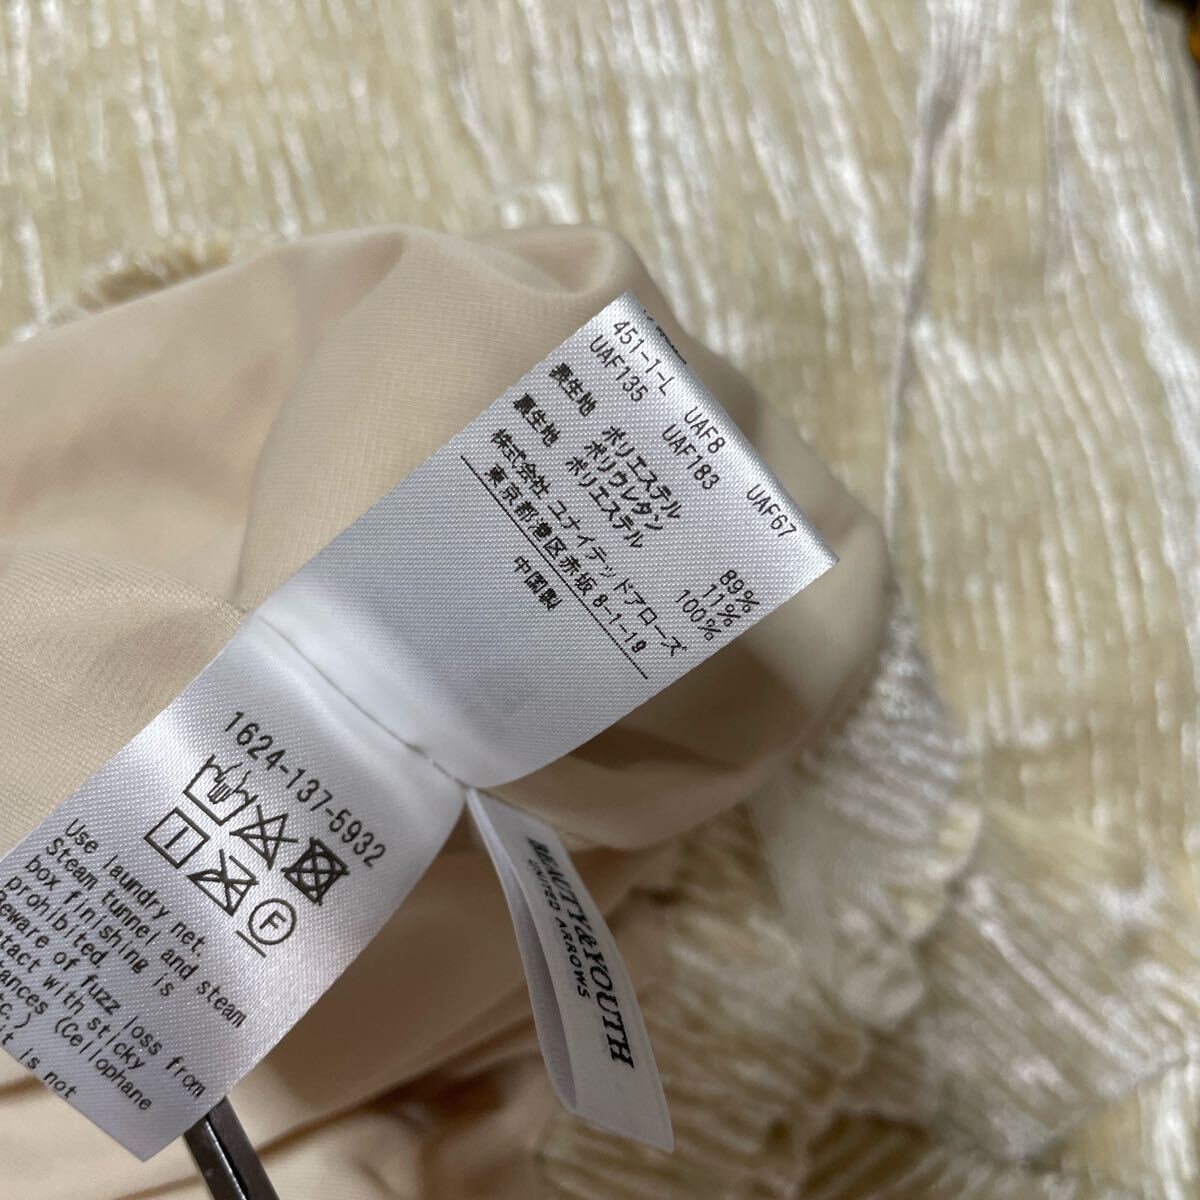 451-1-L UAF8 UAF67
UAF135 UAF183
表生地 ポリエステル 89%
ポリウレタン 11%
裏生地 ポリエステル 100%
株式会社 ユナイテッドアローズ
東京都港区赤坂 8-1-19
中国製
1624-137-5932
F
Use laundry net.
Steam tunnel and steam
box finishing is
prohibited.
Beware of fuzz loss from
contact with sticky
(Cellophane
etc.)
it is not
BEAUTY&YOUTH
UNITED ARROWS